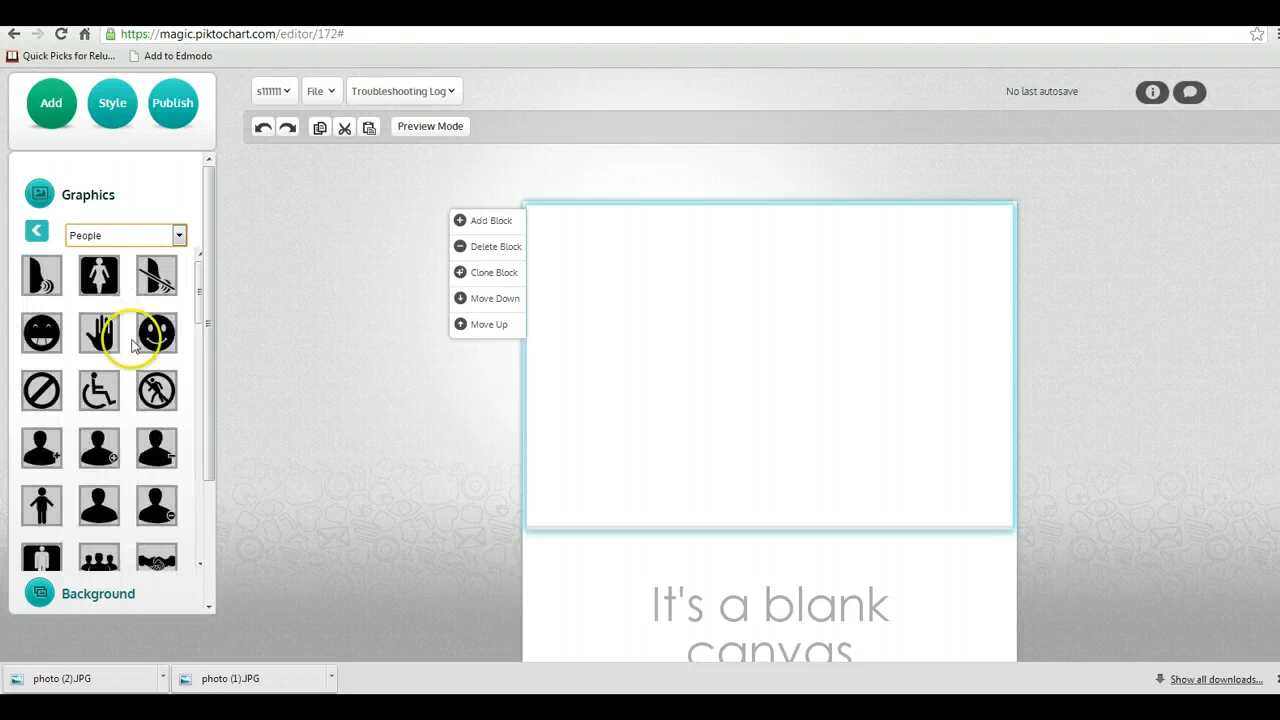 https://magic.piktochart.com/editor/172#
Quick Picks for Relu...
Add to Edmodo
Add
Style
Publish
s111111
File
Troubleshooting Log
No last autosave
Preview Mode
Graphics
People
Add Block
Delete Block
Clone Block
Move Down
Move Up
Background
It's a blank
canvas
photo (2).JPG
photo (1).JPG
Show all downloads...